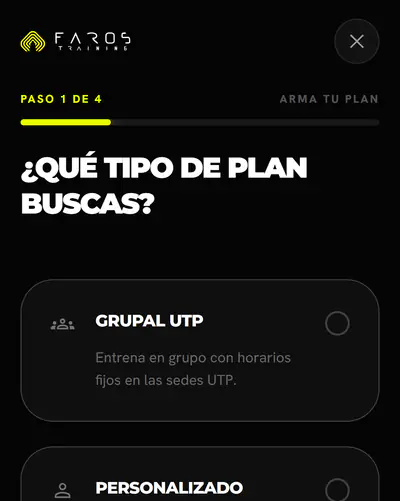 FAROS
TRAINING
PASO 1 DE 4
ARMA TU PLAN
¿QUÉ TIPO DE PLAN
BUSCAS?
GRUPAL UTP
Entrena en grupo con horarios
fijos en las sedes UTP.
PERSONALIZADO